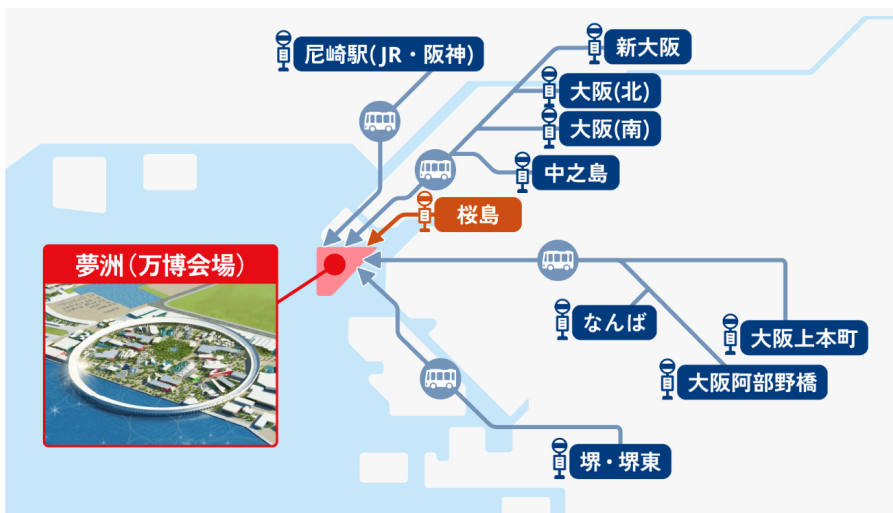 尼崎駅(JR・阪神)
新大阪
大阪(北)
大阪(南)
中之島
桜島
夢洲(万博会場)
なんば
大阪上本町
大阪阿部野橋
堺・堺東